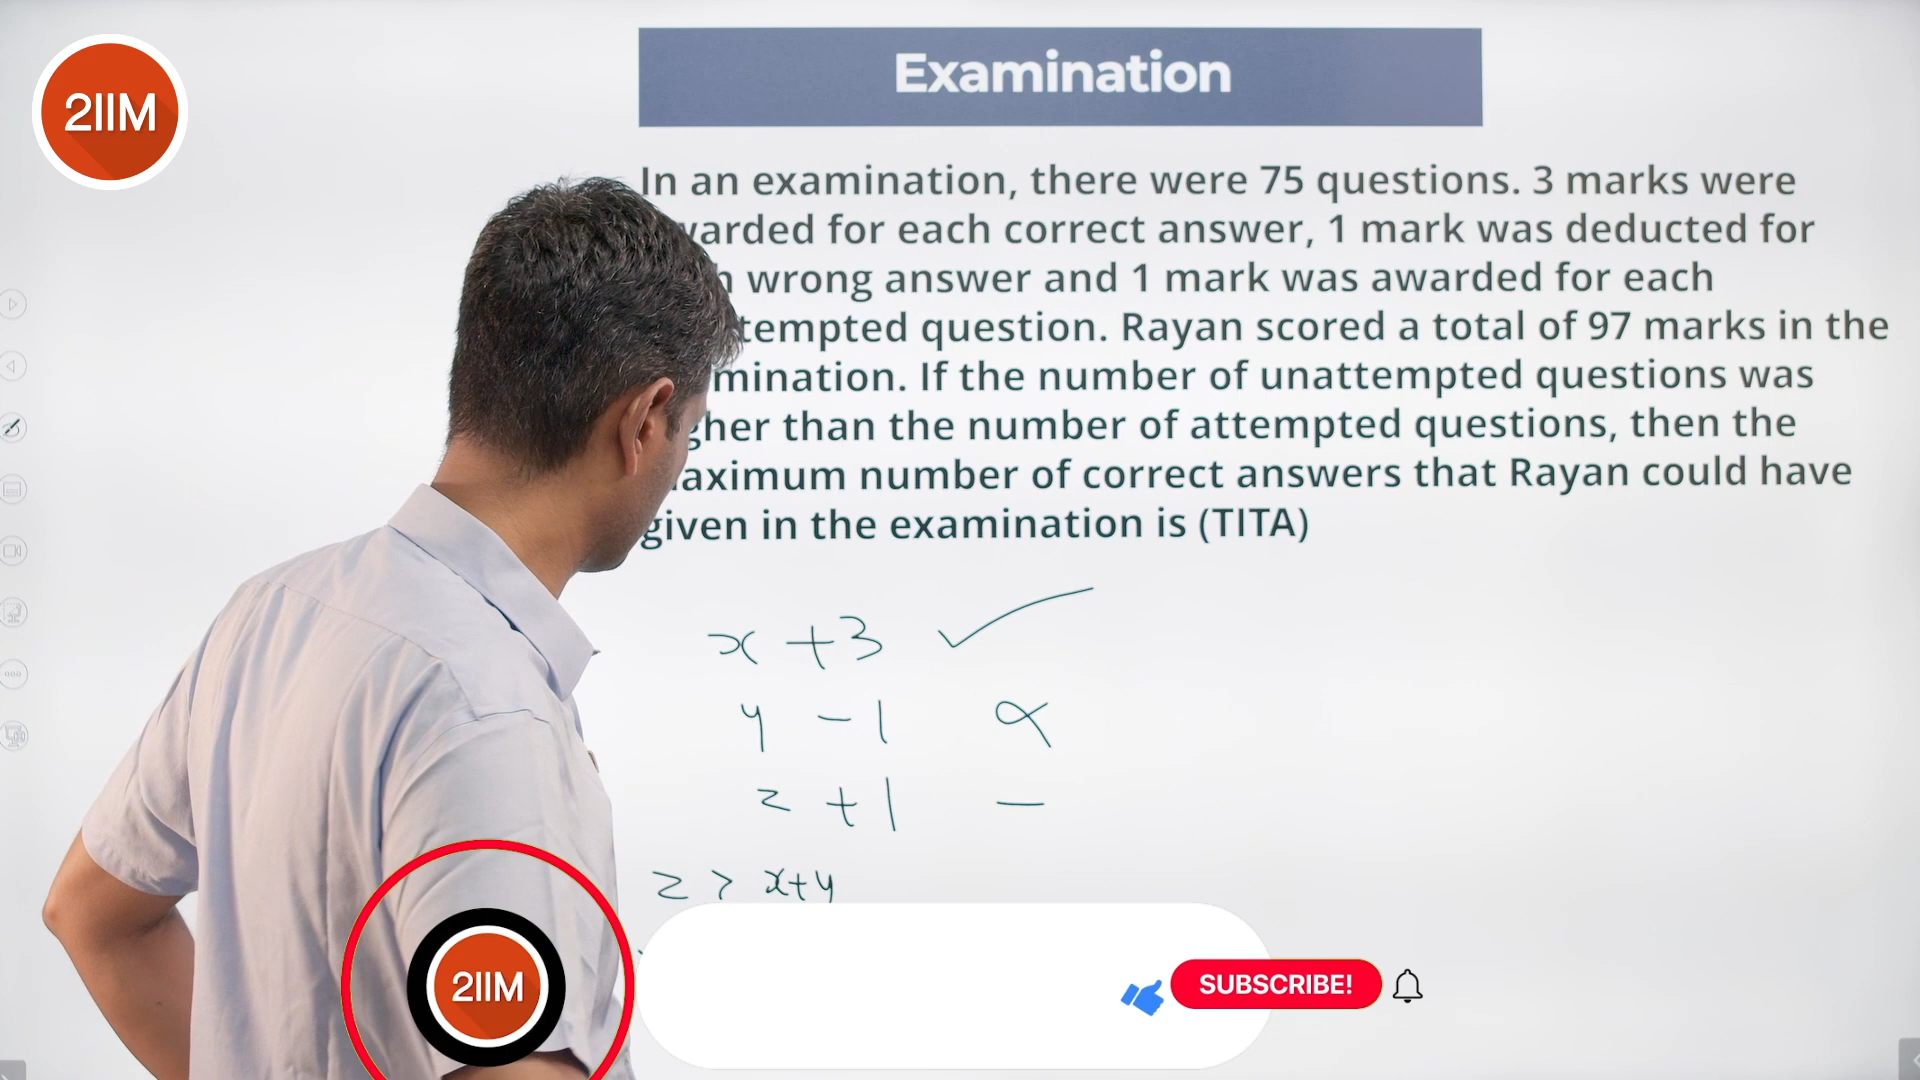 2IIM
Examination
In an examination, there were 75 questions. 3 marks were
warded for each correct answer, 1 mark was deducted for
wrong answer and 1 mark was awarded for each
tempted question. Rayan scored a total of 97 marks in the
mination. If the number of unattempted questions was
gher than the number of attempted questions, then the
aximum number of correct answers that Rayan could have
given in the examination is (TITA)
x +3 ✓
y -1
z +1 —
z > x+y
2IIM
SUBSCRIBE!